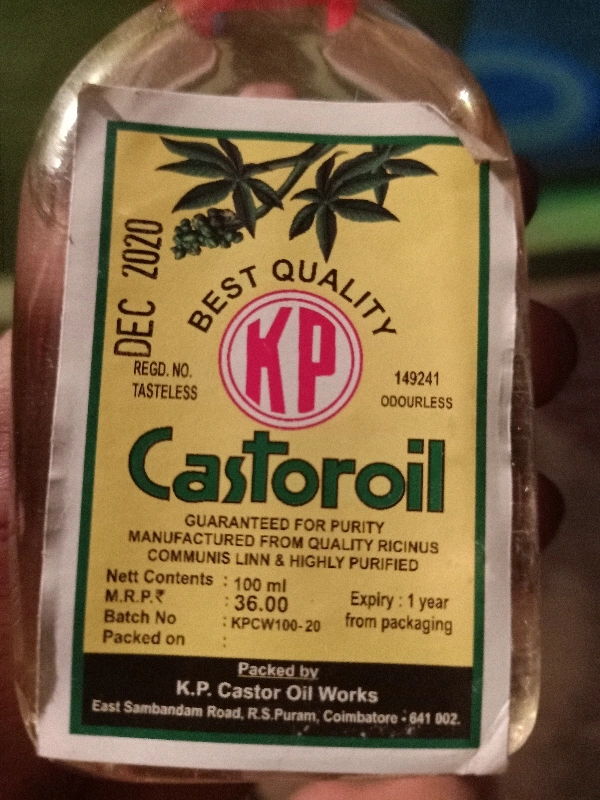 DEC 2020
BEST QUALITY
KP
REGD. NO. 149241
TASTELESS ODOURLESS
Castoroil
GUARANTEED FOR PURITY
MANUFACTURED FROM QUALITY RICINUS
COMMUNIS LINN & HIGHLY PURIFIED
Nett Contents : 100 ml
M.R.P.₹ : 36.00
Batch No : KPCW100-20
Packed on :
Expiry : 1 year
from packaging
Packed by
K.P. Castor Oil Works
East Sambandam Road, R.S.Puram, Coimbatore - 641 002.